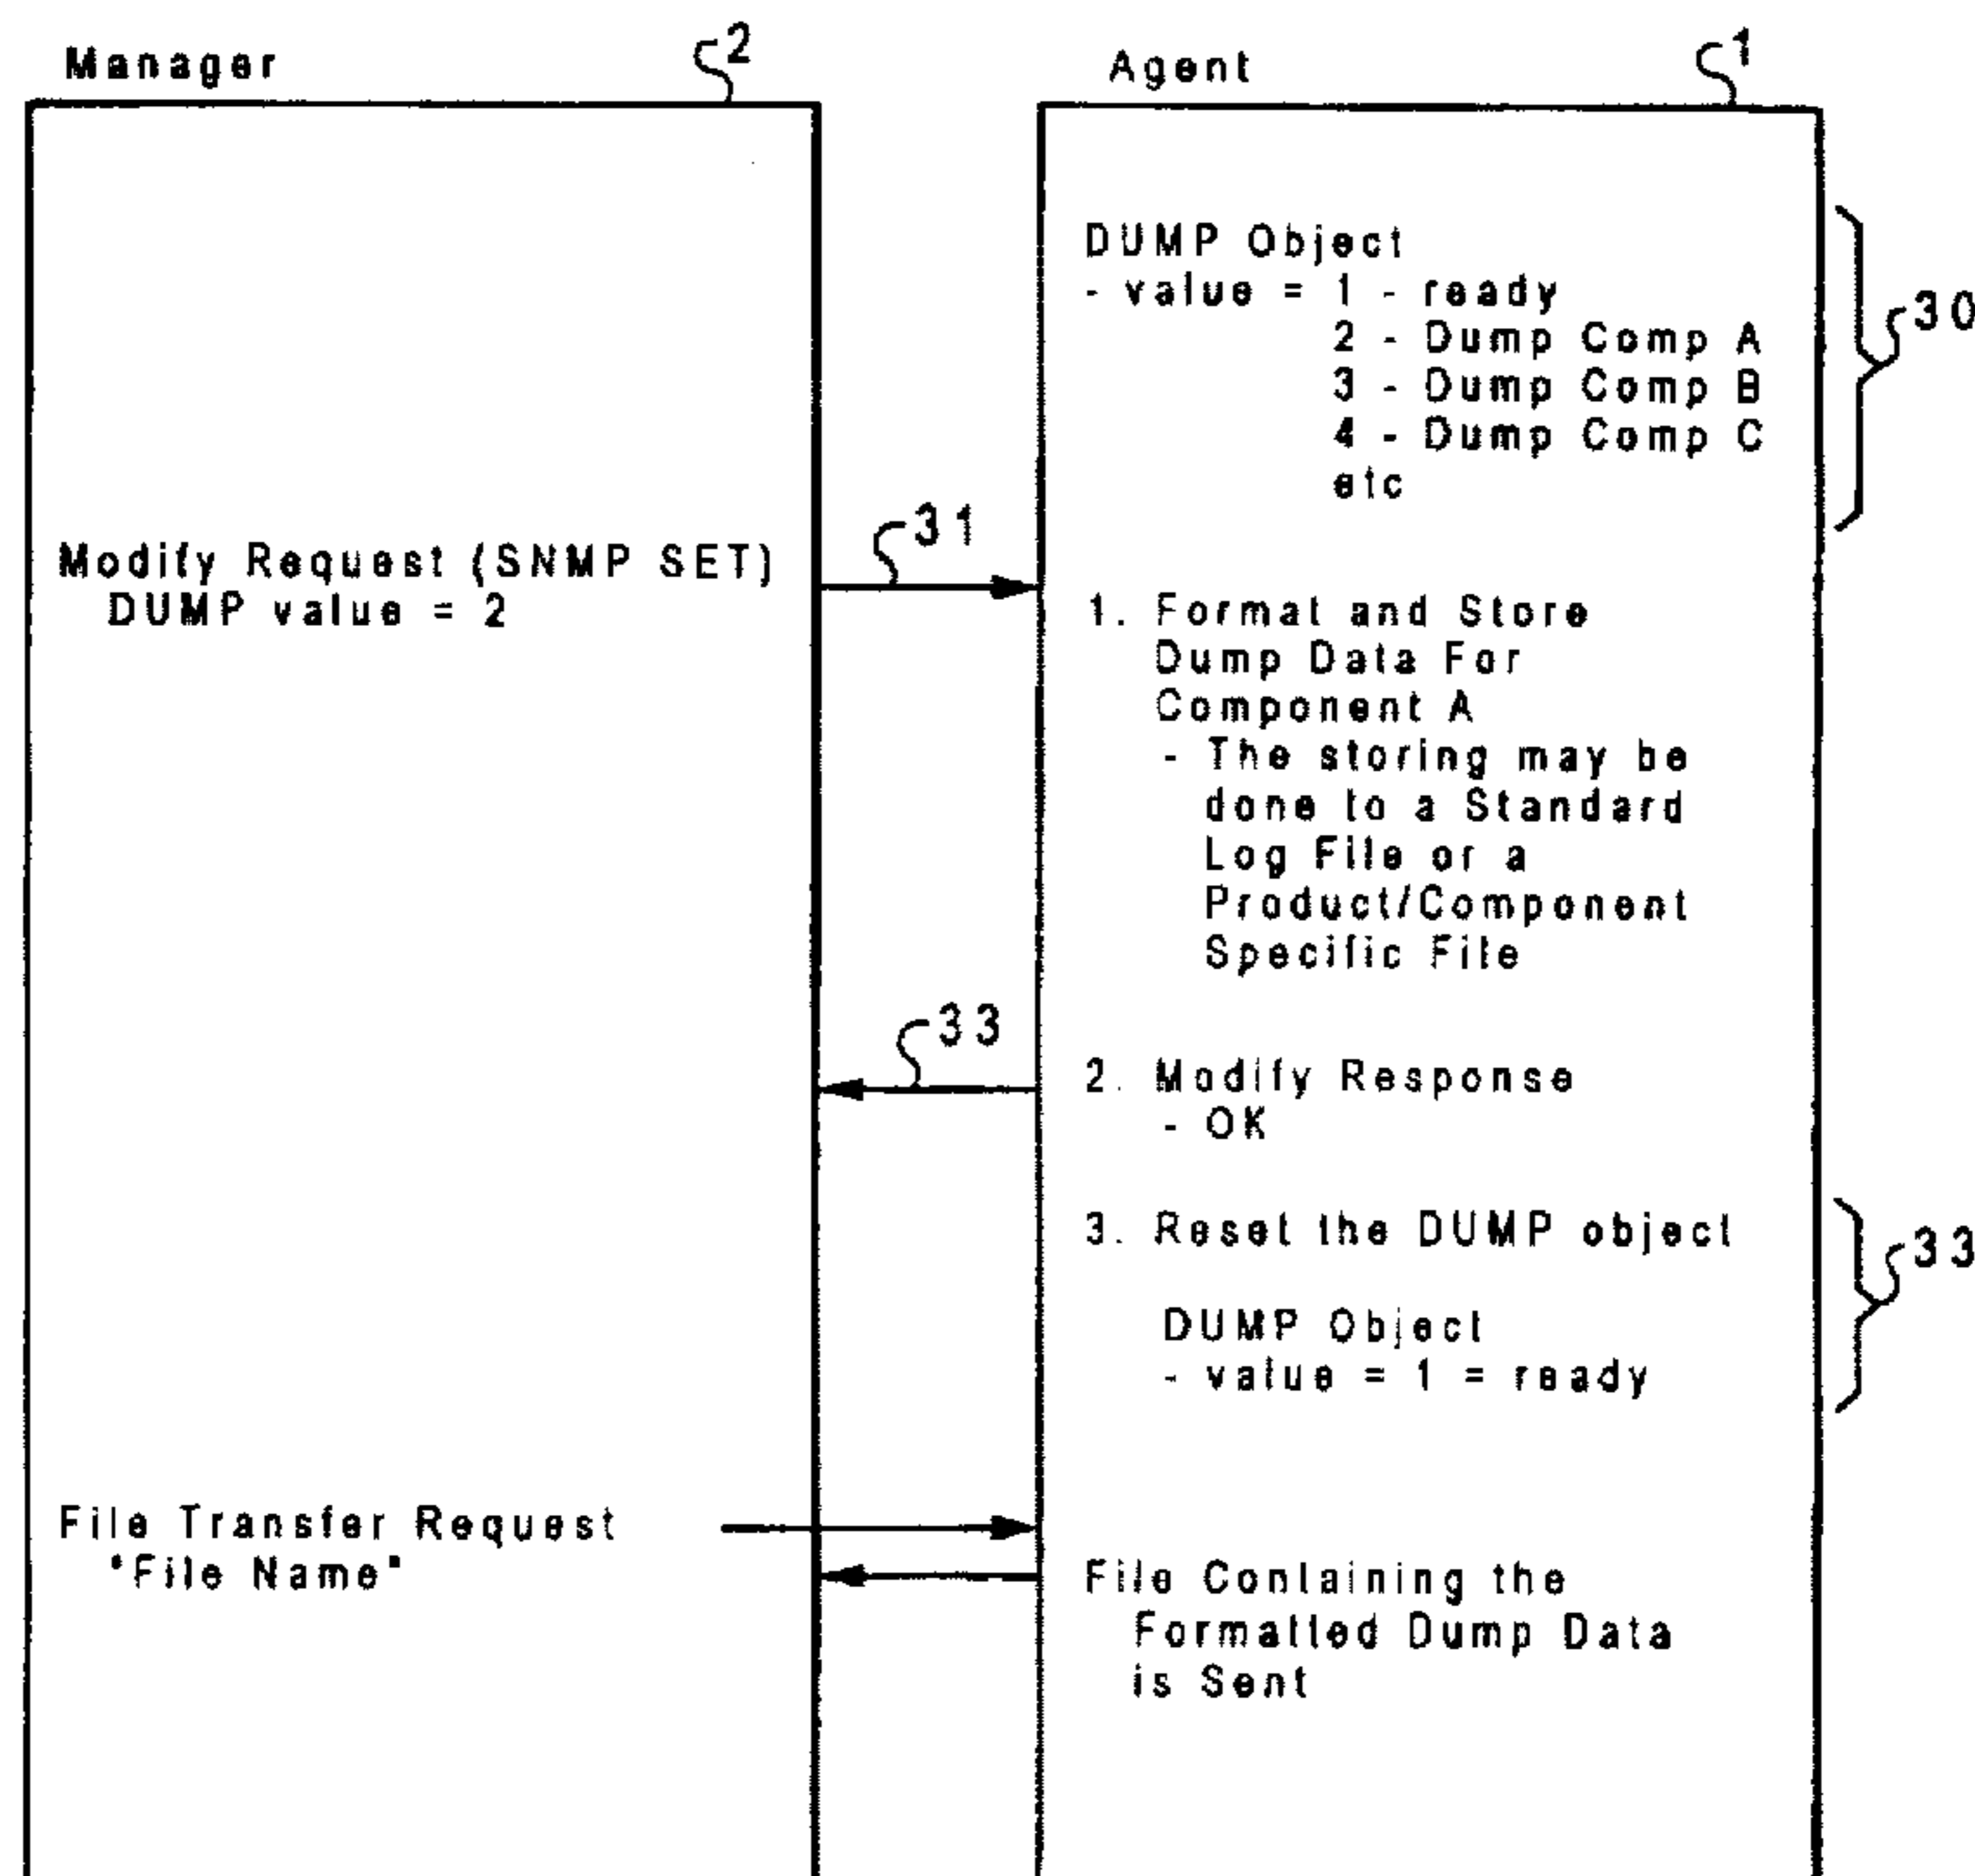 Manager
2
Agent
1
DUMP Object
- value = 1 - ready
2 - Dump Comp A
3 - Dump Comp B
4 - Dump Comp C
etc
30
31
Modify Request (SNMP SET)
DUMP value = 2
1. Format and Store
Dump Data For
Component A
- The storing may be
done to a Standard
Log File or a
Product/Component
Specific File
33
2. Modify Response
- OK
3. Reset the DUMP object
33
DUMP Object
- value = 1 = ready
File Transfer Request
"File Name"
File Containing the
Formatted Dump Data
is Sent